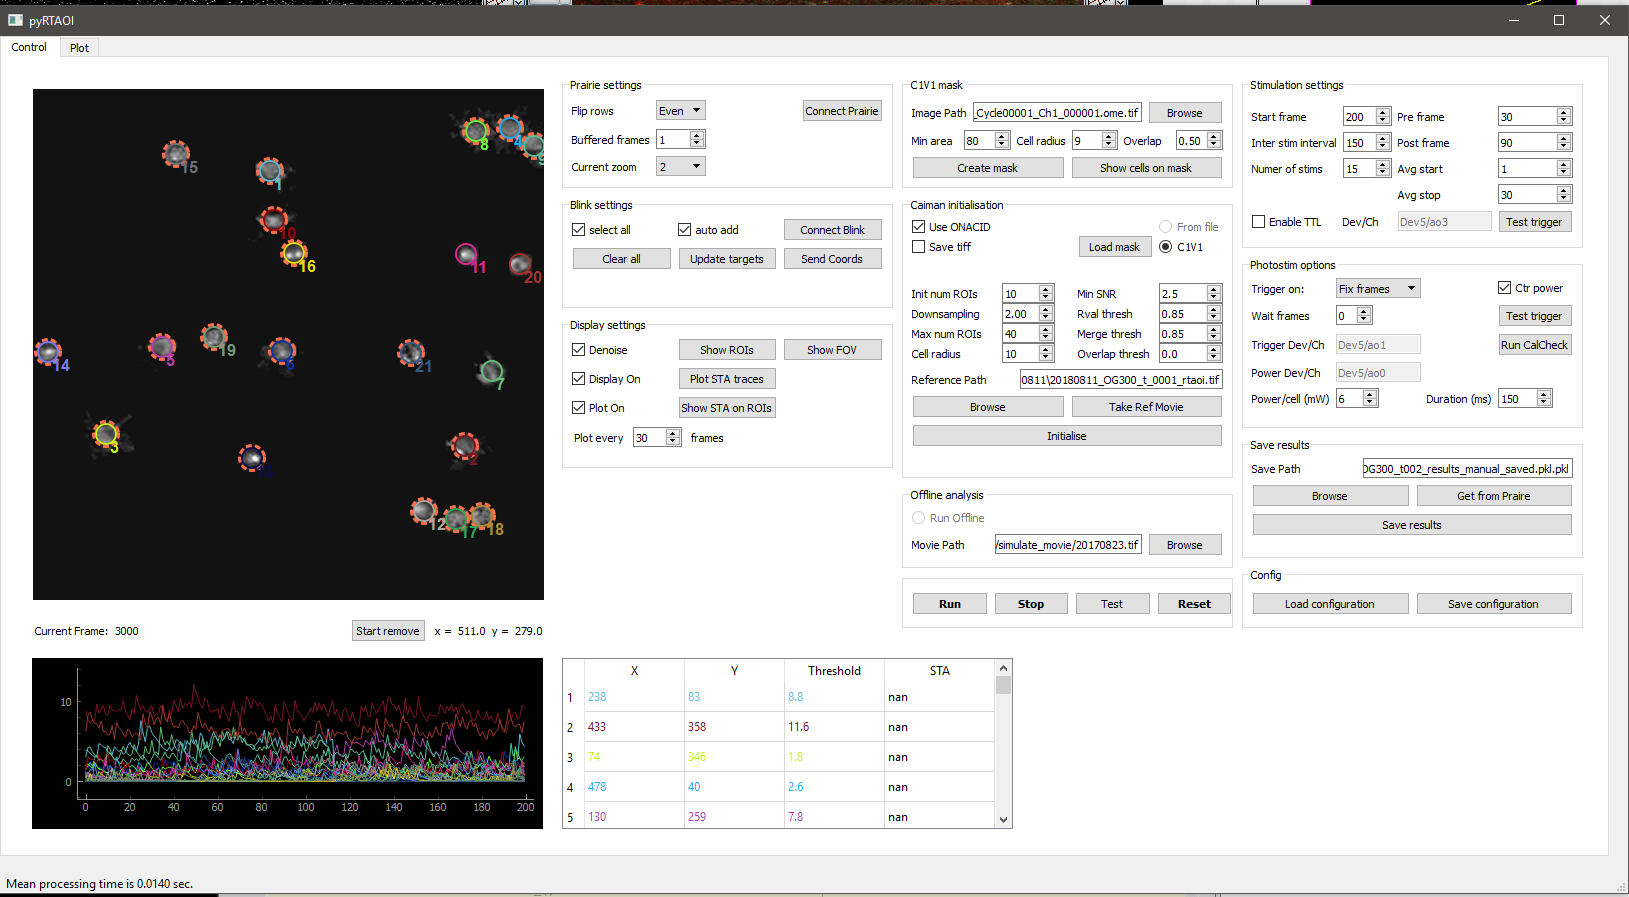 pyRTAOI
Control Plot
Prairie settings
Flip rows Even Connect Prairie
Buffered frames 1
Current zoom 2
Blink settings
select all auto add Connect Blink
Clear all Update targets Send Coords
Display settings
Denoise Show ROIs Show FOV
Display On Plot STA traces
Plot On Show STA on ROIs
Plot every 30 frames
C1V1 mask
Image Path _Cycle00001_Ch1_000001.ome.tif Browse
Min area 80 Cell radius 9 Overlap 0.50
Create mask Show cells on mask
Caiman initialisation
Use ONACID From file
Save tiff Load mask C1V1
Init num ROIs 10 Min SNR 2.5
Downsampling 2.00 Rval thresh 0.85
Max num ROIs 40 Merge thresh 0.85
Cell radius 10 Overlap thresh 0.0
Reference Path 0811\20180811_OG300_t_0001_rtaoi.tif
Browse Take Ref Movie
Initialise
Offline analysis
Run Offline
Movie Path /simulate_movie/20170823.tif Browse
Run Stop Test Reset
Stimulation settings
Start frame 200 Pre frame 30
Inter stim interval 150 Post frame 90
Numer of stims 15 Avg start 1
Avg stop 30
Enable TTL Dev/Ch Dev5/ao3 Test trigger
Photostim options
Trigger on: Fix frames Ctr power
Wait frames 0 Test trigger
Trigger Dev/Ch Dev5/ao1 Run CalCheck
Power Dev/Ch Dev5/ao0
Power/cell (mW) 6 Duration (ms) 150
Save results
Save Path OG300_t002_results_manual_saved.pkl.pkl
Browse Get from Praire
Save results
Config
Load configuration Save configuration
8 4 9
15
1
10
16
11
20
14 5 19 6 21
7
3
2
13
12 17 18
Current Frame: 3000 Start remove x = 511.0 y = 279.0
10
0
0 20 40 60 80 100 120 140 160 180 200
X Y Threshold STA
1 238 83 8.8 nan
2 433 358 11.6 nan
3 74 346 1.8 nan
4 478 40 2.6 nan
5 130 259 7.8 nan
Mean processing time is 0.0140 sec.